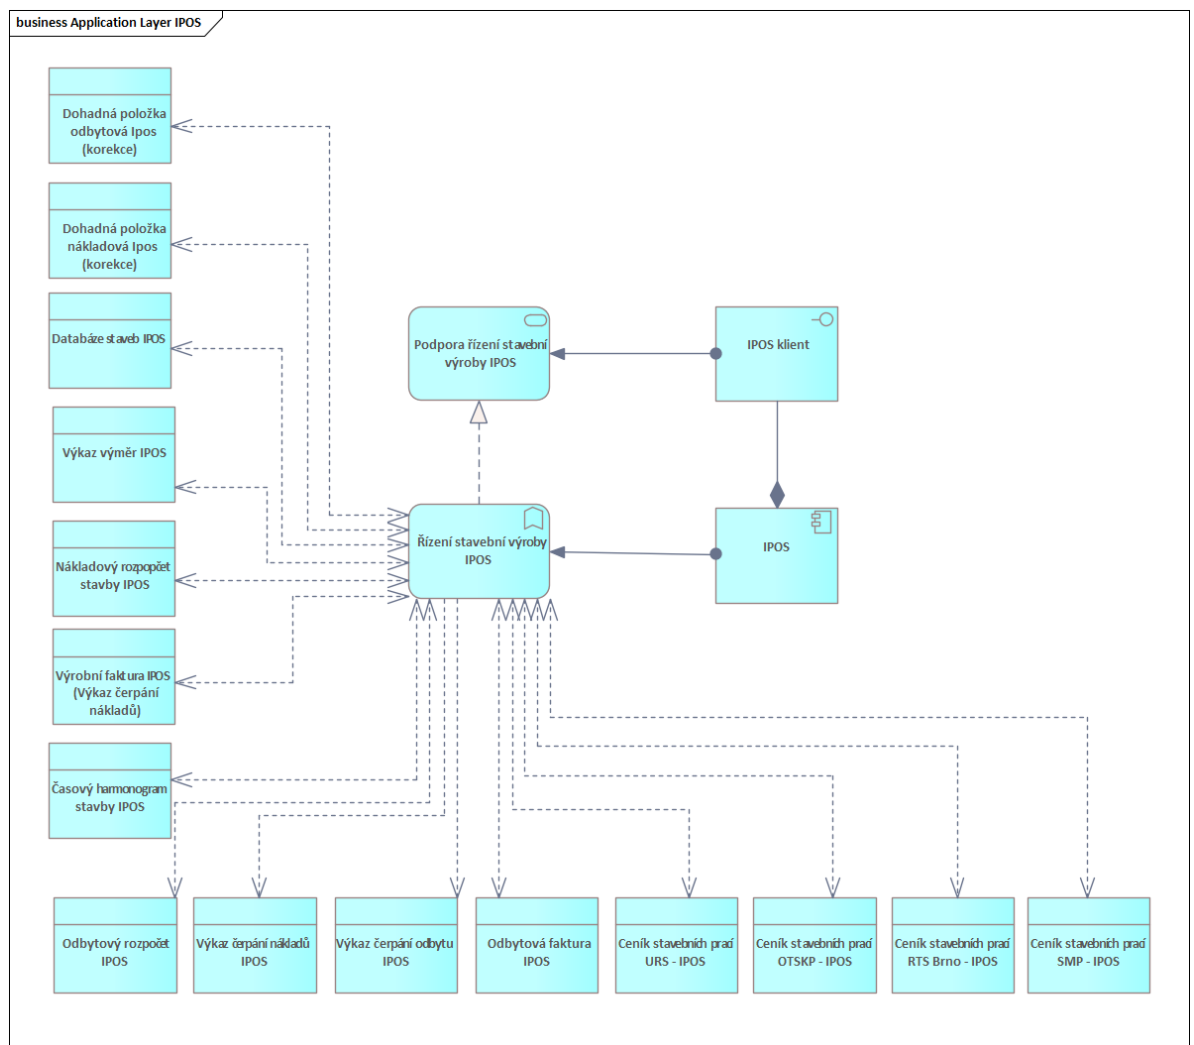 business Application Layer IPOS
Dohadná položka
odbytová Ipos
(korekce)
Dohadná položka
nákladová Ipos
(korekce)
Databáze staveb IPOS
Výkaz výměr IPOS
Nákladový rozpopčet
stavby IPOS
Výrobní faktura IPOS
(Výkaz čerpání
nákladů)
Časový harmonogram
stavby IPOS
Podpora řízení stavební
výroby IPOS
IPOS klient
Řízení stavební výroby
IPOS
IPOS
Odbytový rozpočet
IPOS
Výkaz čerpání nákladů
IPOS
Výkaz čerpání odbytu
IPOS
Odbytová faktura
IPOS
Ceník stavebních prací
URS - IPOS
Ceník stavebních prací
OTSKP - IPOS
Ceník stavebních prací
RTS Brno - IPOS
Ceník stavebních prací
SMP - IPOS